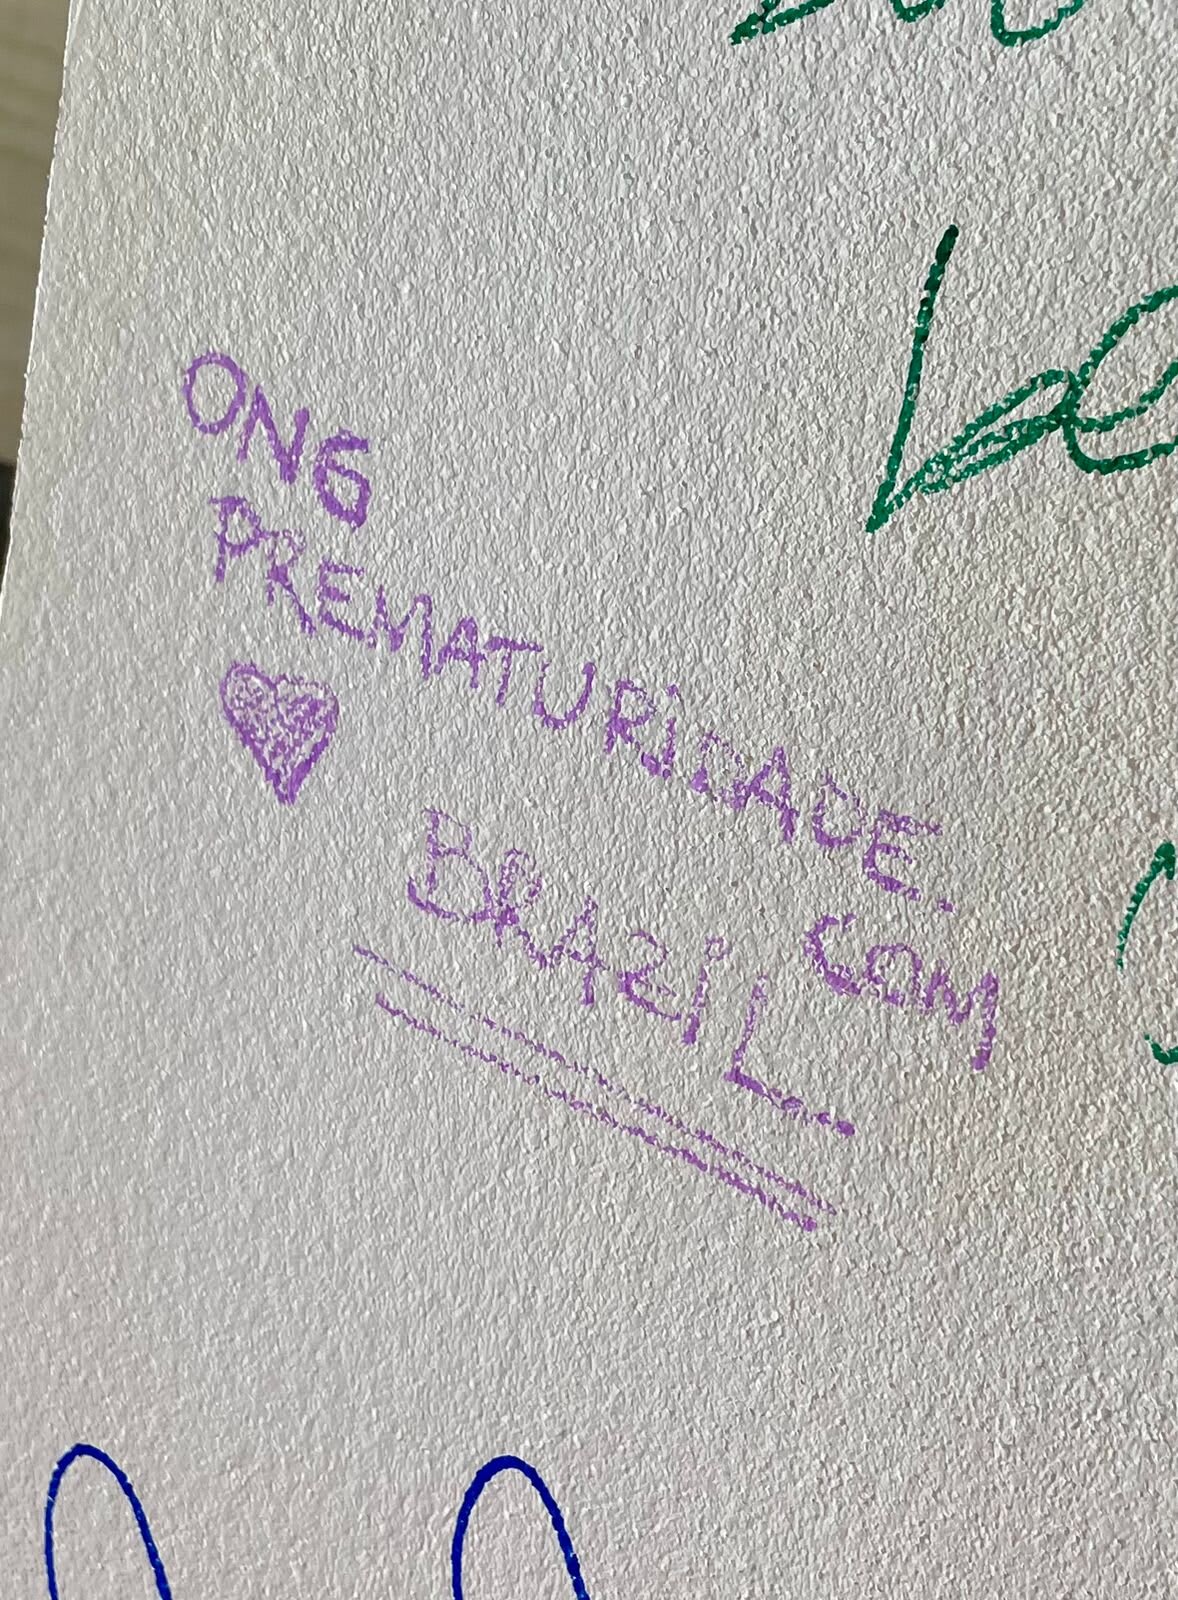 ONG
PREMATURIDADE.
COM
BRAZIL